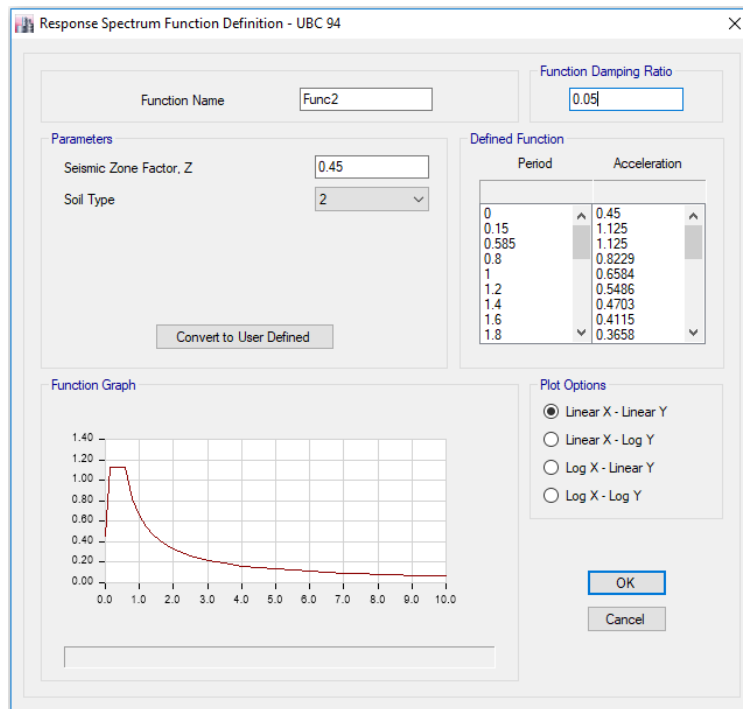 Response Spectrum Function Definition - UBC 94
Function Damping Ratio
Function Name Func2 0.05
Parameters
Seismic Zone Factor, Z 0.45
Soil Type 2
Convert to User Defined
Defined Function
Period Acceleration
0 0.45
0.15 1.125
0.585 1.125
0.8 0.8229
1 0.6584
1.2 0.5486
1.4 0.4703
1.6 0.4115
1.8 0.3658
Function Graph
1.40
1.20
1.00
0.80
0.60
0.40
0.20
0.00
0.0 1.0 2.0 3.0 4.0 5.0 6.0 7.0 8.0 9.0 10.0
Plot Options
Linear X - Linear Y
Linear X - Log Y
Log X - Linear Y
Log X - Log Y
OK
Cancel